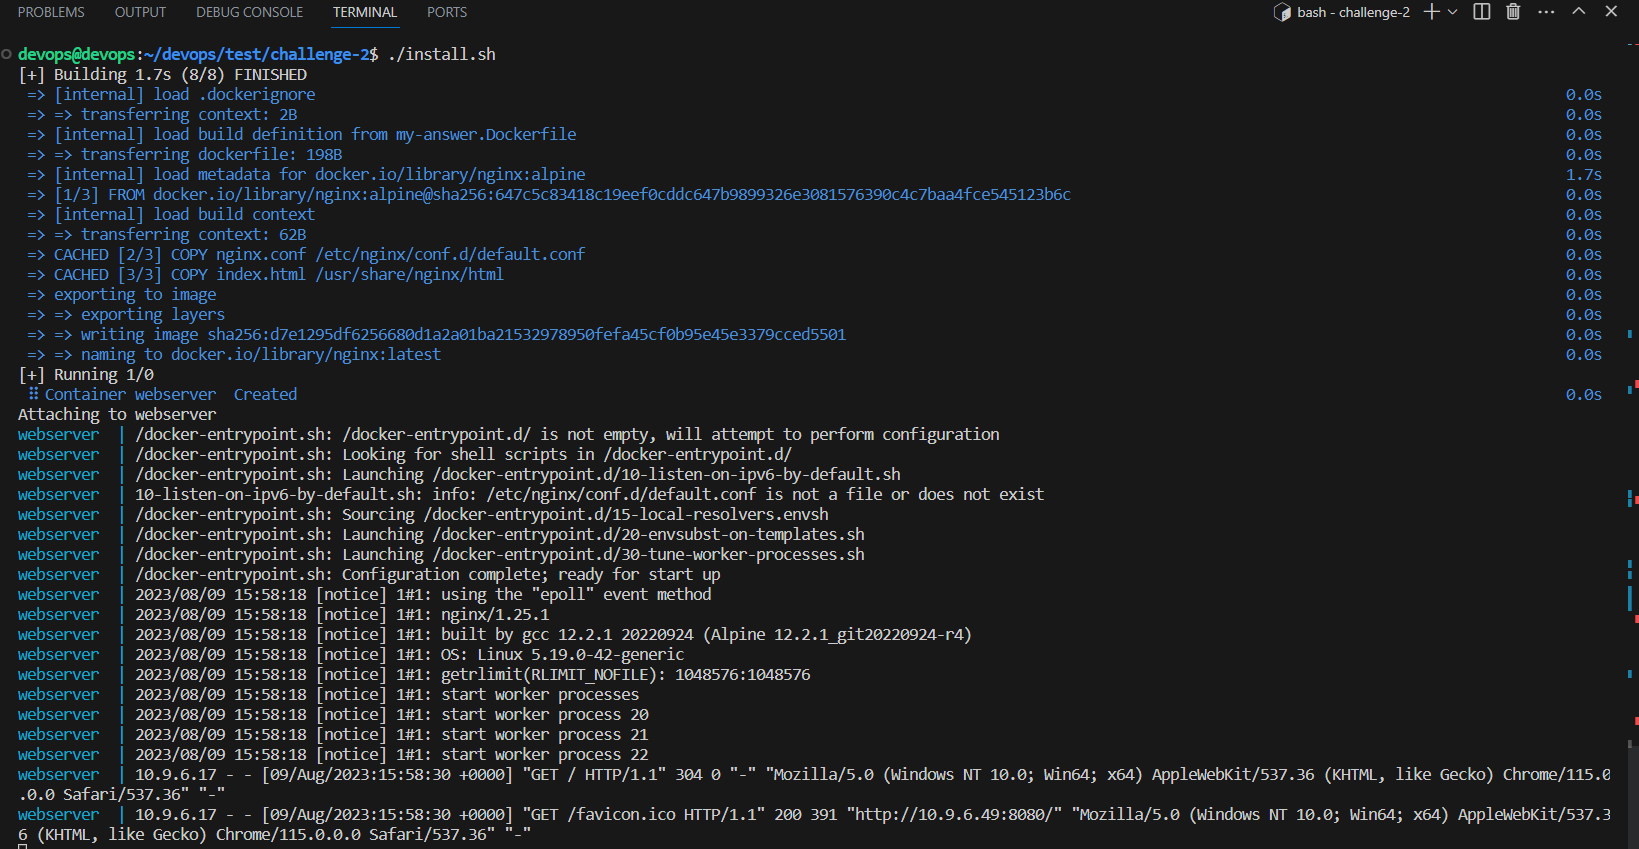 PROBLEMS OUTPUT DEBUG CONSOLE TERMINAL PORTS bash - challenge-2
devops@devops:~/devops/test/challenge-2$ ./install.sh
[+] Building 1.7s (8/8) FINISHED
=> [internal] load .dockerignore 0.0s
=> => transferring context: 2B 0.0s
=> [internal] load build definition from my-answer.Dockerfile 0.0s
=> => transferring dockerfile: 198B 0.0s
=> [internal] load metadata for docker.io/library/nginx:alpine 1.7s
=> [1/3] FROM docker.io/library/nginx:alpine@sha256:647c5c83418c19eef0cddc647b9899326e3081576390c4c7baa4fce545123b6c 0.0s
=> [internal] load build context 0.0s
=> => transferring context: 62B 0.0s
=> CACHED [2/3] COPY nginx.conf /etc/nginx/conf.d/default.conf 0.0s
=> CACHED [3/3] COPY index.html /usr/share/nginx/html 0.0s
=> exporting to image 0.0s
=> => exporting layers 0.0s
=> => writing image sha256:d7e1295df6256680d1a2a01ba21532978950fefa45cf0b95e45e3379cced5501 0.0s
=> => naming to docker.io/library/nginx:latest 0.0s
[+] Running 1/0
⠿ Container webserver Created 0.0s
Attaching to webserver
webserver | /docker-entrypoint.sh: /docker-entrypoint.d/ is not empty, will attempt to perform configuration
webserver | /docker-entrypoint.sh: Looking for shell scripts in /docker-entrypoint.d/
webserver | /docker-entrypoint.sh: Launching /docker-entrypoint.d/10-listen-on-ipv6-by-default.sh
webserver | 10-listen-on-ipv6-by-default.sh: info: /etc/nginx/conf.d/default.conf is not a file or does not exist
webserver | /docker-entrypoint.sh: Sourcing /docker-entrypoint.d/15-local-resolvers.envsh
webserver | /docker-entrypoint.sh: Launching /docker-entrypoint.d/20-envsubst-on-templates.sh
webserver | /docker-entrypoint.sh: Launching /docker-entrypoint.d/30-tune-worker-processes.sh
webserver | /docker-entrypoint.sh: Configuration complete; ready for start up
webserver | 2023/08/09 15:58:18 [notice] 1#1: using the "epoll" event method
webserver | 2023/08/09 15:58:18 [notice] 1#1: nginx/1.25.1
webserver | 2023/08/09 15:58:18 [notice] 1#1: built by gcc 12.2.1 20220924 (Alpine 12.2.1_git20220924-r4)
webserver | 2023/08/09 15:58:18 [notice] 1#1: OS: Linux 5.19.0-42-generic
webserver | 2023/08/09 15:58:18 [notice] 1#1: getrlimit(RLIMIT_NOFILE): 1048576:1048576
webserver | 2023/08/09 15:58:18 [notice] 1#1: start worker processes
webserver | 2023/08/09 15:58:18 [notice] 1#1: start worker process 20
webserver | 2023/08/09 15:58:18 [notice] 1#1: start worker process 21
webserver | 2023/08/09 15:58:18 [notice] 1#1: start worker process 22
webserver | 10.9.6.17 - - [09/Aug/2023:15:58:30 +0000] "GET / HTTP/1.1" 304 0 "-" "Mozilla/5.0 (Windows NT 10.0; Win64; x64) AppleWebKit/537.36 (KHTML, like Gecko) Chrome/115.0
.0.0 Safari/537.36" "-"
webserver | 10.9.6.17 - - [09/Aug/2023:15:58:30 +0000] "GET /favicon.ico HTTP/1.1" 200 391 "http://10.9.6.49:8080/" "Mozilla/5.0 (Windows NT 10.0; Win64; x64) AppleWebKit/537.3
6 (KHTML, like Gecko) Chrome/115.0.0.0 Safari/537.36" "-"